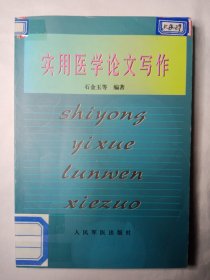 实用医学论文写作
石金玉等 编著
shiyong
yixue
lunwen
xiezuo
人民军医出版社